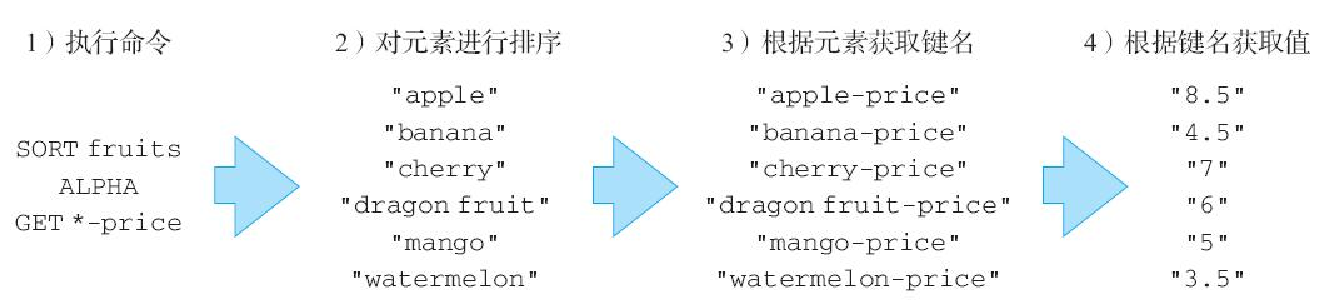 1）执行命令
SORT fruits
ALPHA
GET *-price
2）对元素进行排序
"apple"
"banana"
"cherry"
"dragon fruit"
"mango"
"watermelon"
3）根据元素获取键名
"apple-price"
"banana-price"
"cherry-price"
"dragon fruit-price"
"mango-price"
"watermelon-price"
4）根据键名获取值
"8.5"
"4.5"
"7"
"6"
"5"
"3.5"